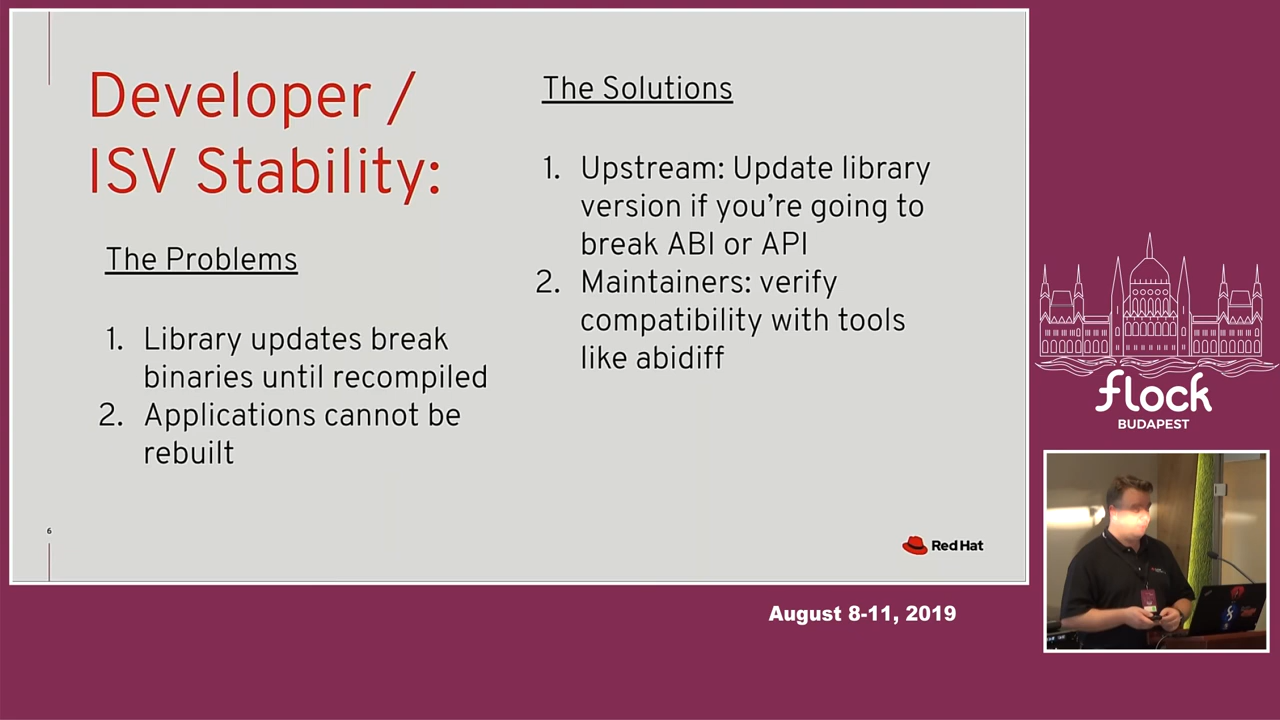 Developer /
ISV Stability:
The Problems
1. Library updates break
binaries until recompiled
2. Applications cannot be
rebuilt
The Solutions
1. Upstream: Update library
version if you’re going to
break ABI or API
2. Maintainers: verify
compatibility with tools
like abidiff
6
Red Hat
flock
BUDAPEST
August 8-11, 2019